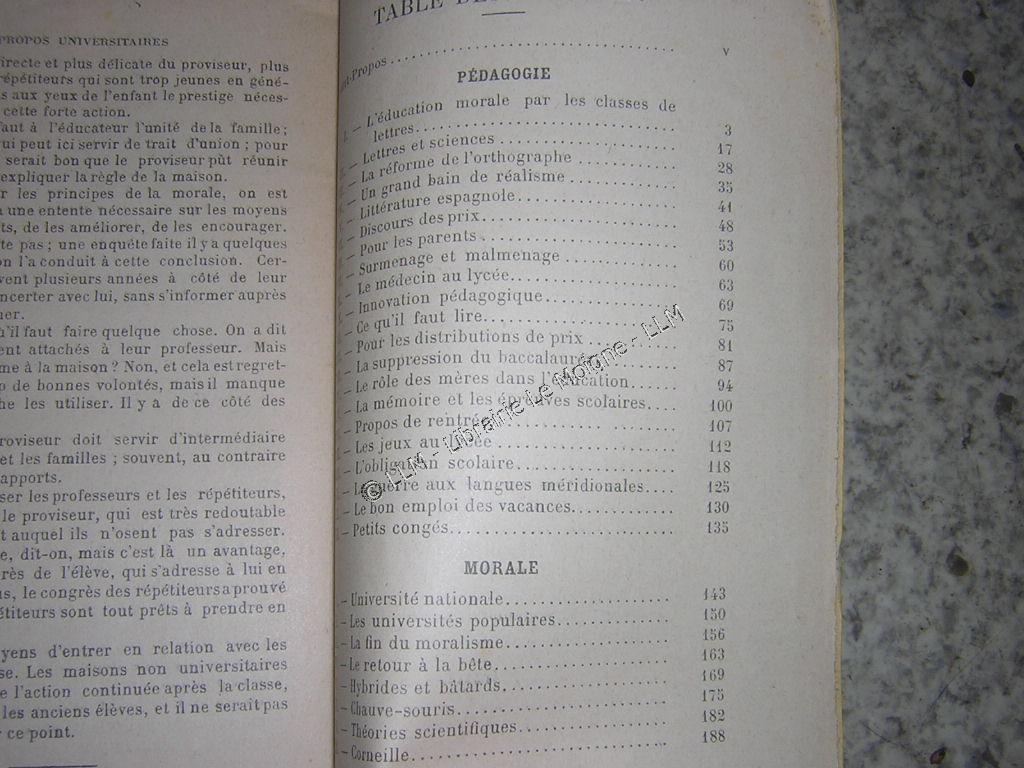 PROPOS UNIVERSITAIRES
irecte et plus délicate du proviseur, plus
répétiteurs qui sont trop jeunes en géné-
s aux yeux de l'enfant le prestige néces-
cette forte action.
aut à l'éducateur l'unité de la famille;
ui peut ici servir de trait d'union ; pour
serait bon que le proviseur pût réunir
expliquer la règle de la maison.
r les principes de la morale, on est
une entente nécessaire sur les moyens
ts, de les améliorer, de les encourager.
te pas ; une enquête faite il y a quelques
on l'a conduit à cette conclusion. Cer-
vent plusieurs années à côté de leur
oncerter avec lui, sans s'informer auprès
ner.
u'il faut faire quelque chose. On a dit
ent attachés à leur professeur. Mais
me à la maison ? Non, et cela est regret-
p de bonnes volontés, mais il manque
he les utiliser. Il y a de ce côté des
roviseur doit servir d'intermédiaire
et les familles ; souvent, au contraire
apports.
ser les professeurs et les répétiteurs,
le proviseur, qui est très redoutable
t auquel ils n'osent pas s'adresser.
e, dit-on, mais c'est là un avantage,
rès de l'élève, qui s'adresse à lui en
us, le congrès des répétiteurs a prouvé
étiteurs sont tout prêts à prendre en
oyens d'entrer en relation avec les
se. Les maisons non universitaires
e l'action continuée après la classe,
les anciens élèves, et il ne serait pas
r ce point.
TABLE
-Propos .......... v
PÉDAGOGIE
I. — L'éducation morale par les classes de
lettres.......... 3
— Lettres et sciences .......... 17
— La réforme de l'orthographe .......... 28
— Un grand bain de réalisme .......... 35
— Littérature espagnole.......... 41
— Discours des prix.......... 48
— Pour les parents .......... 53
— Surmenage et malmenage .......... 60
— Le médecin au lycée.......... 63
— Innovation pédagogique.......... 69
— Ce qu'il faut lire.......... 75
— Pour les distributions de prix .......... 81
— La suppression du baccalauréat.......... 87
— Le rôle des mères dans l'éducation.......... 94
— La mémoire et les épreuves scolaires.... 100
— Propos de rentrée.......... 107
— Les jeux au lycée .......... 112
— L'obligation scolaire.......... 118
— La guerre aux langues méridionales.... 125
— Le bon emploi des vacances.......... 130
— Petits congés.......... 135
MORALE
— Université nationale.......... 143
— Les universités populaires.......... 150
— La fin du moralisme.......... 156
— Le retour à la bête.......... 163
— Hybrides et bâtards.......... 169
— Chauve-souris.......... 175
— Théories scientifiques.......... 182
— Corneille.......... 188
© LLM - Librairie Le Moigne - LLM